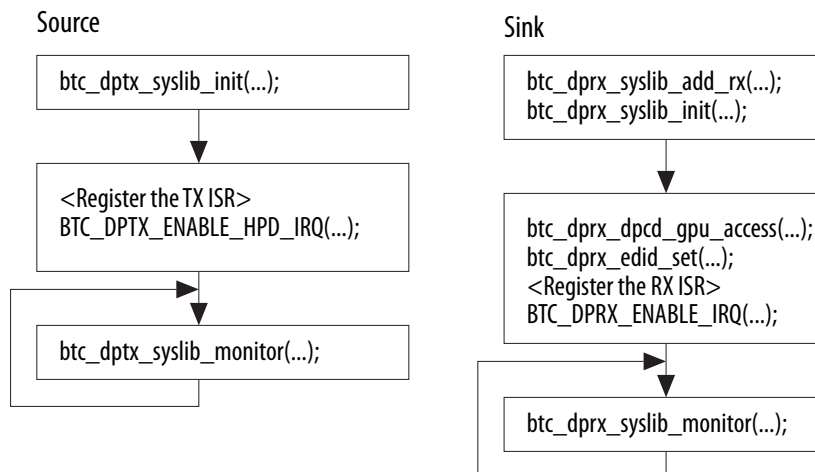 Source
btc_dptx_syslib_init(...);
<Register the TX ISR>
BTC_DPTX_ENABLE_HPD_IRQ(...);
btc_dptx_syslib_monitor(...);
Sink
btc_dprx_syslib_add_rx(...);
btc_dprx_syslib_init(...);
btc_dprx_dpcd_gpu_access(...);
btc_dprx_edid_set(...);
<Register the RX ISR>
BTC_DPRX_ENABLE_IRQ(...);
btc_dprx_syslib_monitor(...);